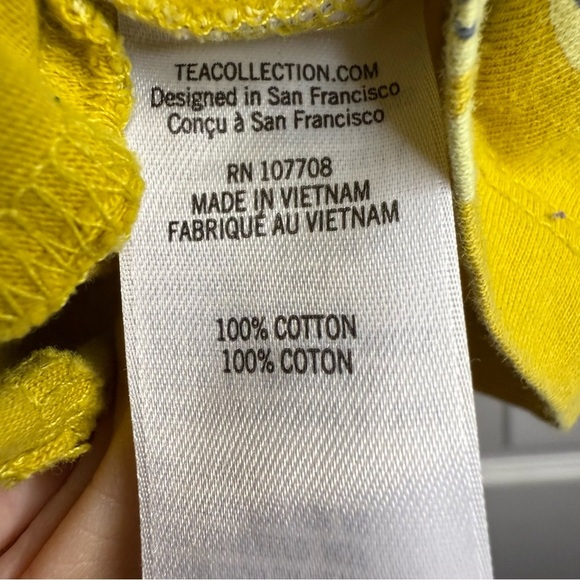 TEACOLLECTION.COM
Designed in San Francisco
Conçu à San Francisco
RN 107708
MADE IN VIETNAM
FABRIQUÉ AU VIETNAM
100% COTTON
100% COTON